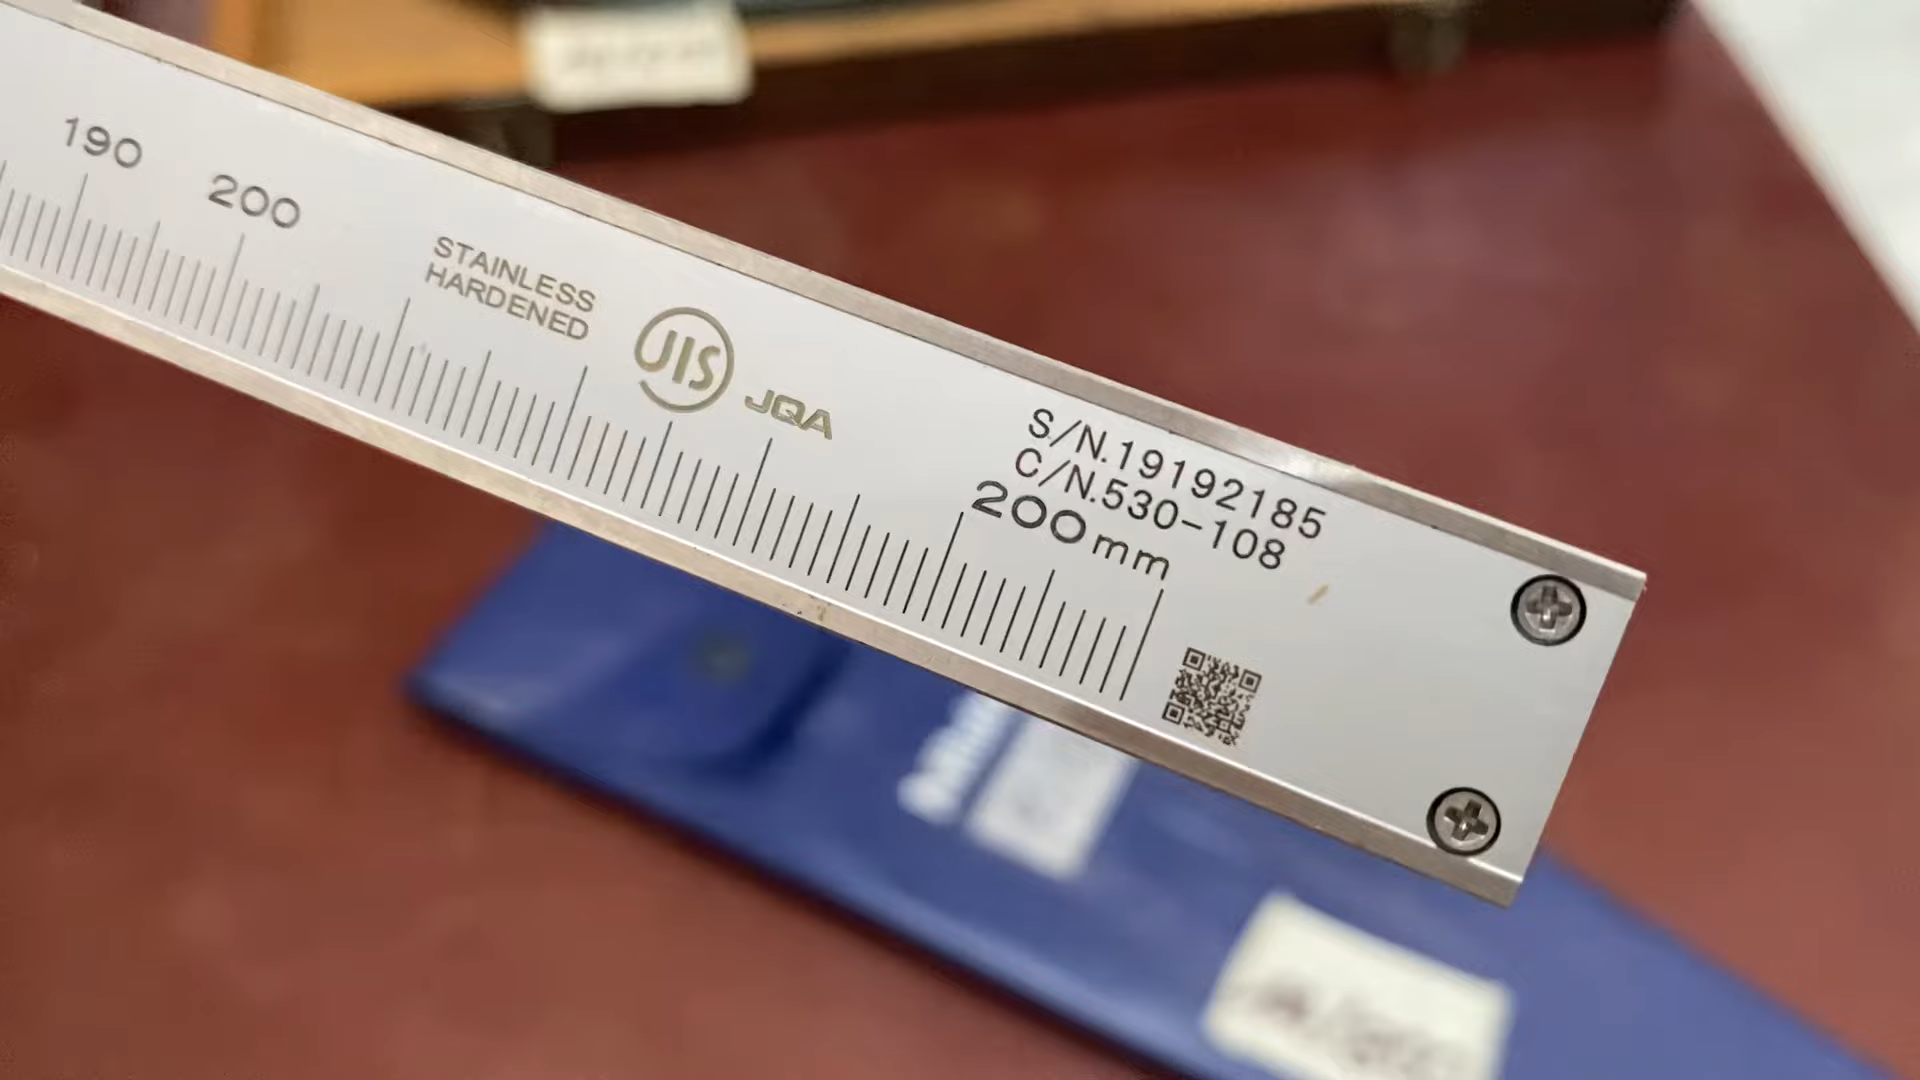 190
200
STAINLESS
HARDENED
JIS
JQA
S/N.19192185
C/N.530-108
200mm